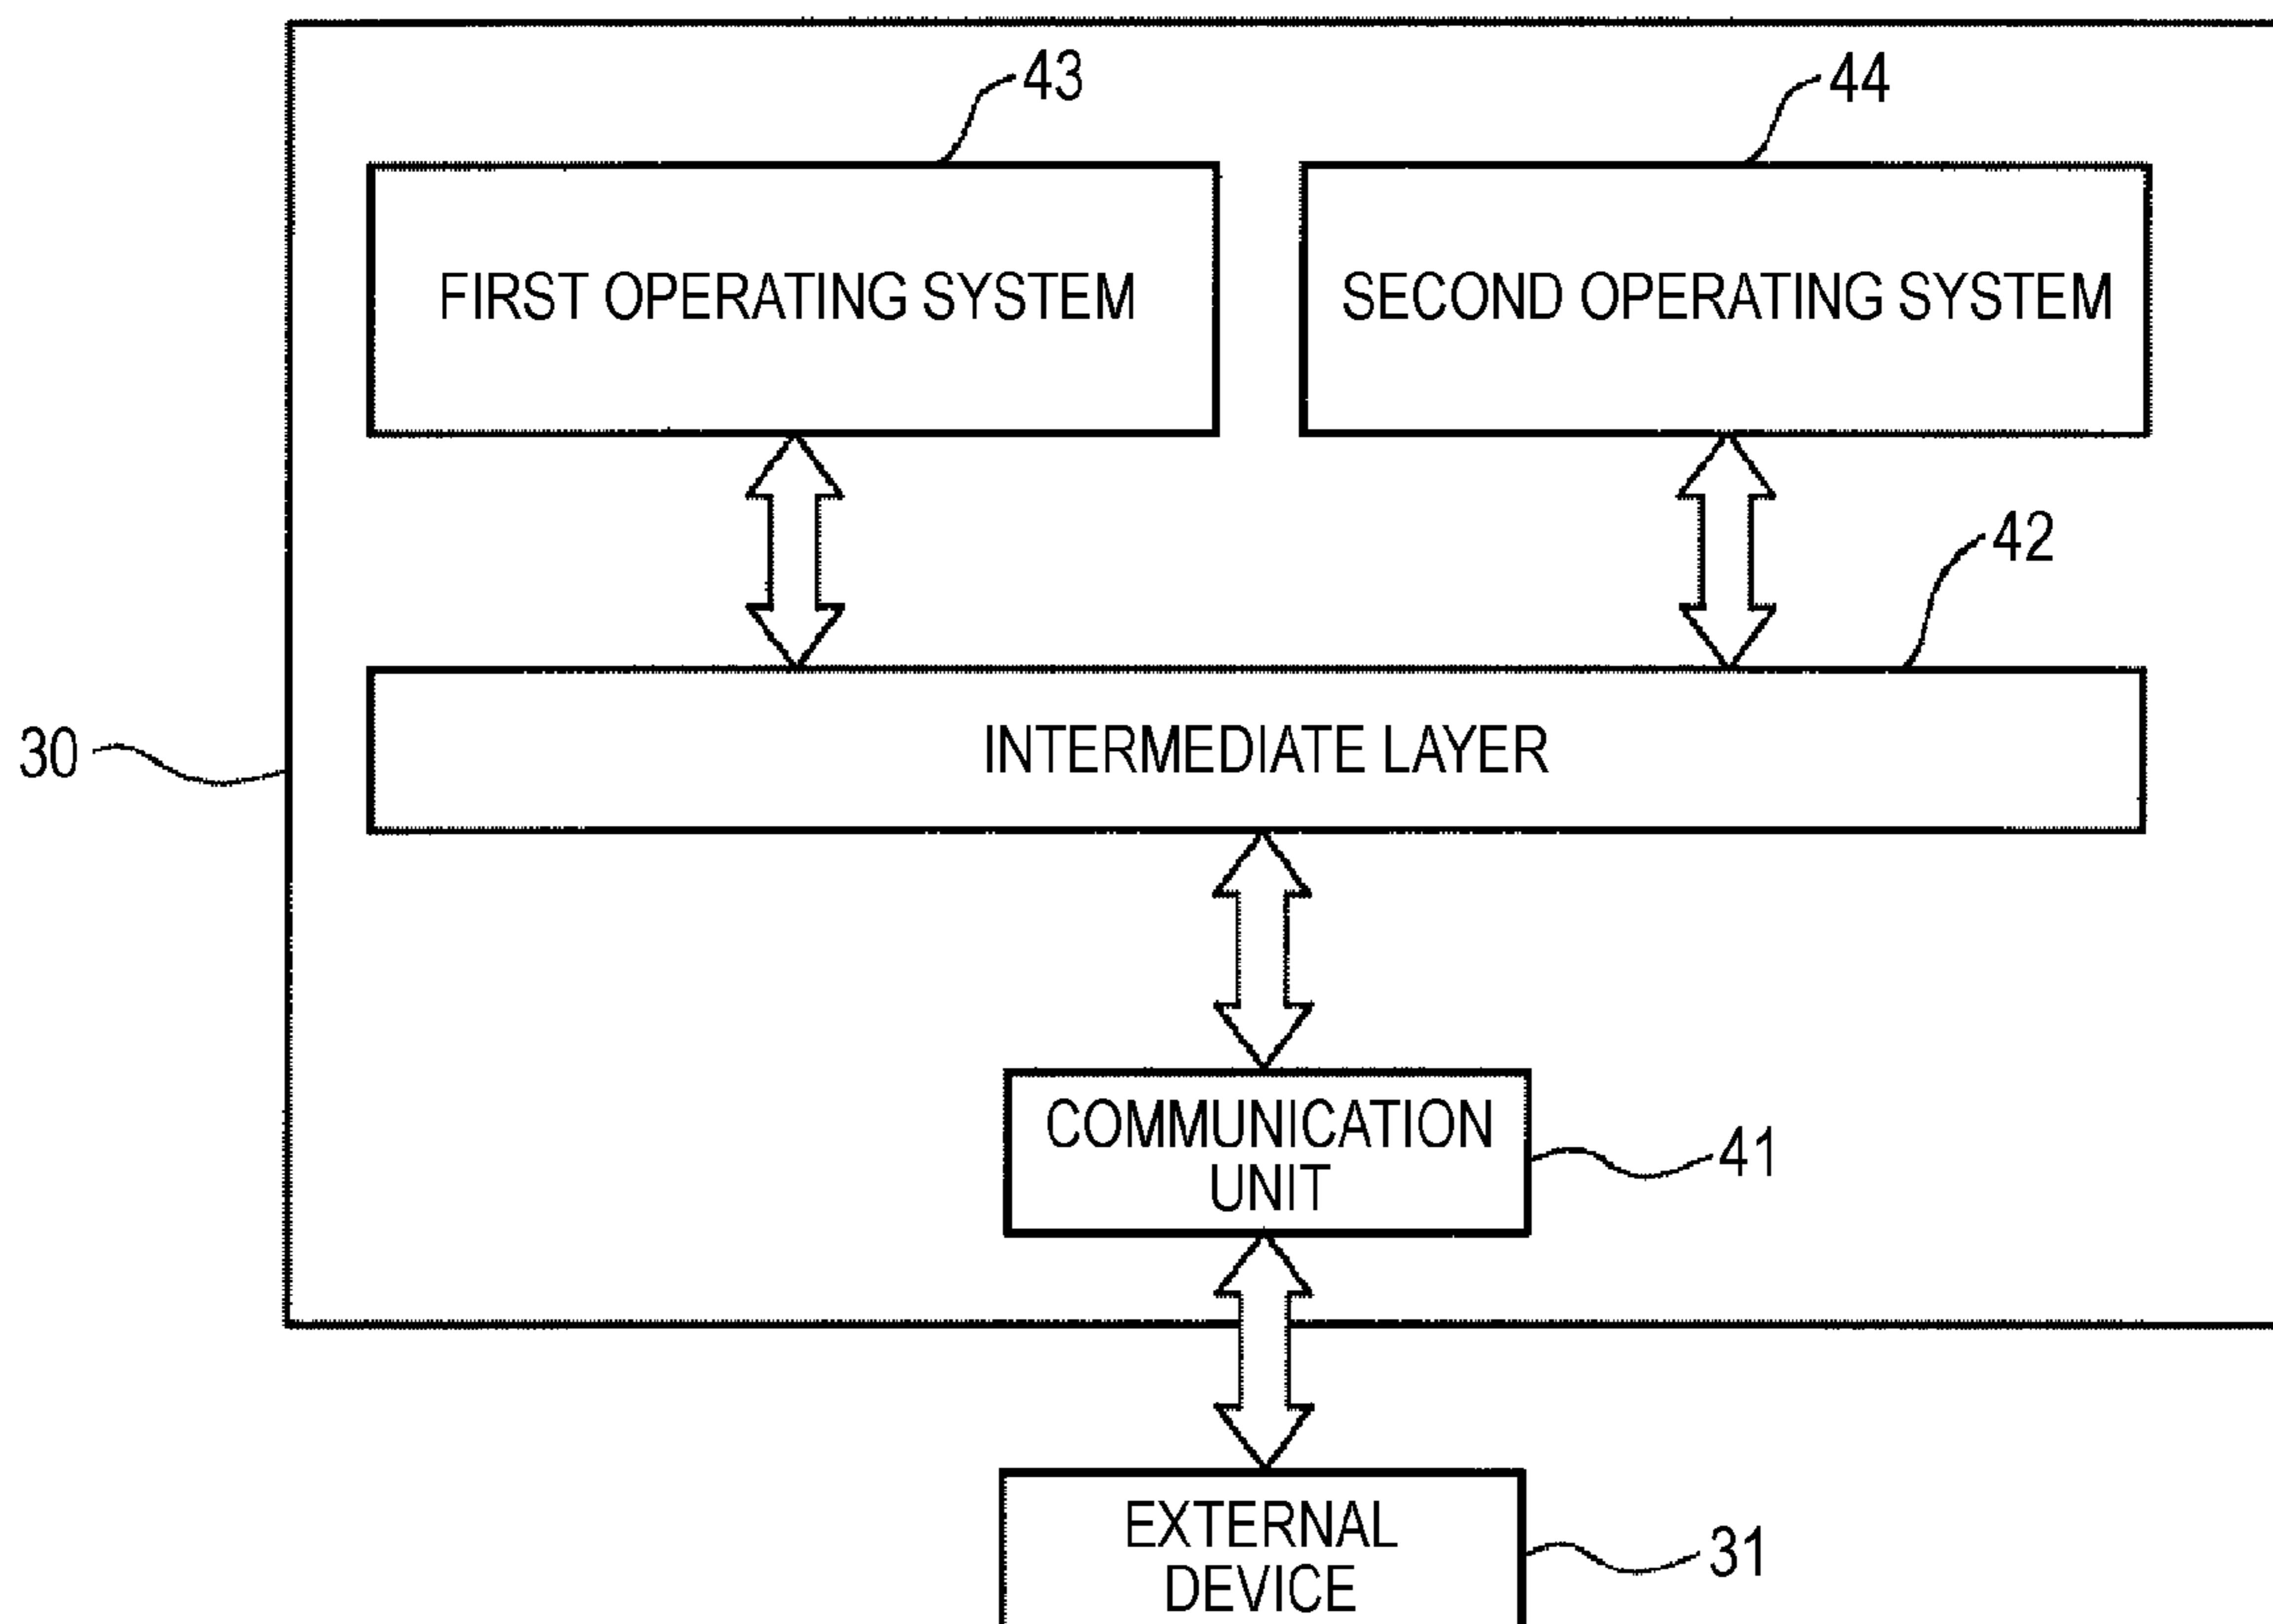 43
44
FIRST OPERATING SYSTEM
SECOND OPERATING SYSTEM
42
30
INTERMEDIATE LAYER
COMMUNICATION
UNIT
41
EXTERNAL
DEVICE
31